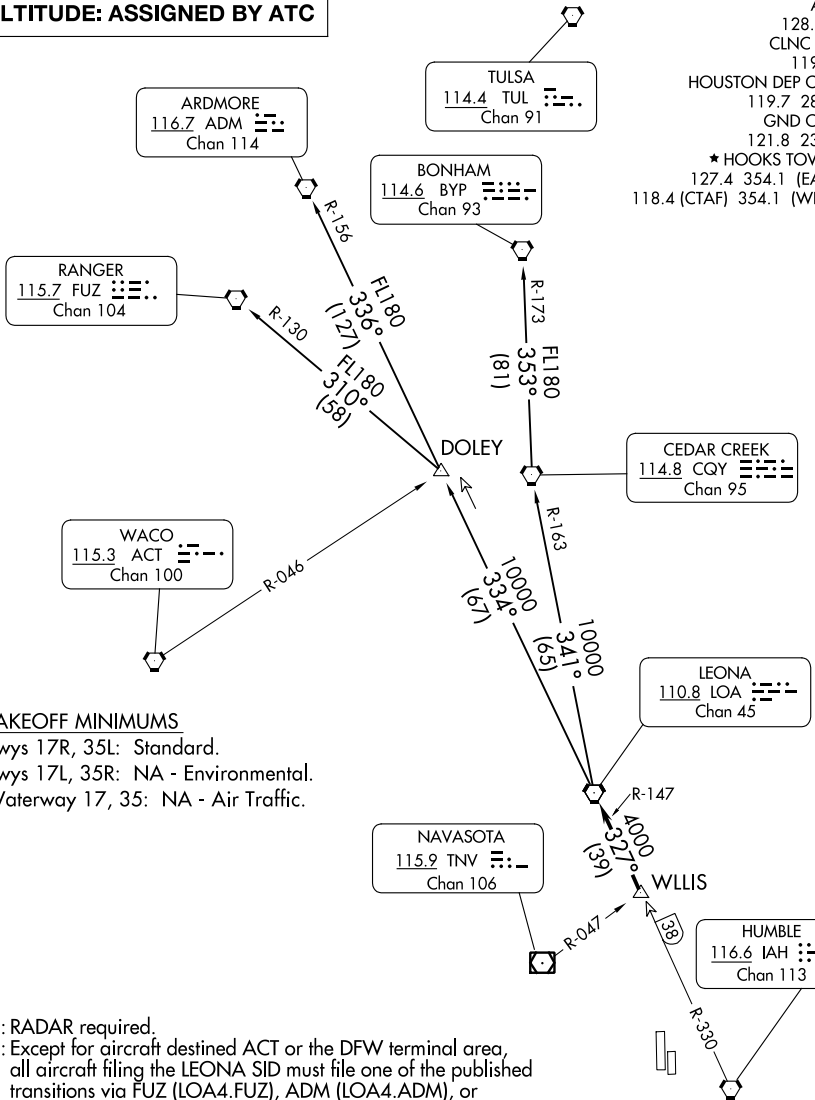 LTITUDE: ASSIGNED BY ATC
128.
CLNC
119
HOUSTON DEP C
119.7 28
GND C
121.8 23
★ HOOKS TOW
127.4 354.1 (EA
118.4 (CTAF) 354.1 (W
TULSA
114.4 TUL
Chan 91
ARDMORE
116.7 ADM
Chan 114
BONHAM
114.6 BYP
Chan 93
RANGER
115.7 FUZ
Chan 104
R-156
R-130
R-173
FL180
336°
(127)
FL180
310°
(58)
FL180
353°
(81)
DOLEY
CEDAR CREEK
114.8 CQY
Chan 95
WACO
115.3 ACT
Chan 100
R-046
R-163
10000
334°
(67)
10000
341°
(65)
LEONA
110.8 LOA
Chan 45
AKEOFF MINIMUMS
wys 17R, 35L: Standard.
wys 17L, 35R: NA - Environmental.
Waterway 17, 35: NA - Air Traffic.
R-147
4000
327°
(39)
NAVASOTA
115.9 TNV
Chan 106
WLLIS
R-047
38
HUMBLE
116.6 IAH
Chan 113
R-330
: RADAR required.
: Except for aircraft destined ACT or the DFW terminal area,
all aircraft filing the LEONA SID must file one of the published
transitions via FUZ (LOA4.FUZ), ADM (LOA4.ADM), or